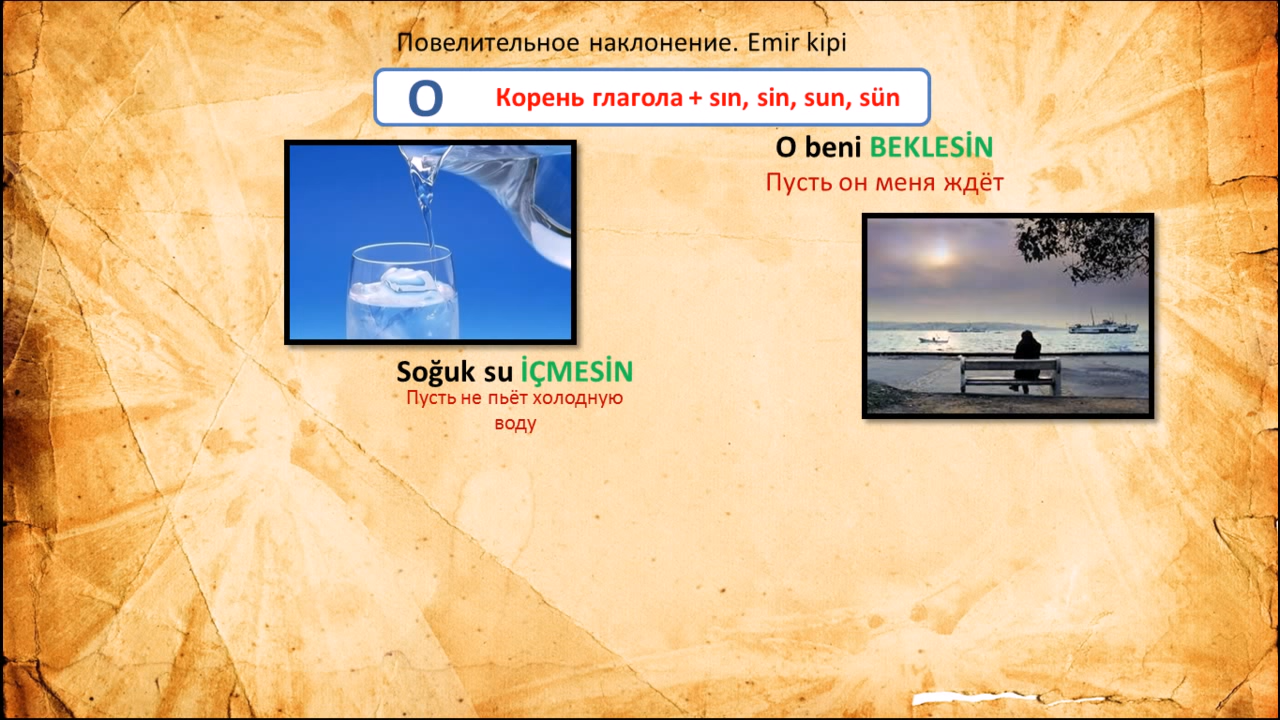 Повелительное наклонение. Emir kipi
O Корень глагола + sın, sin, sun, sün
O beni BEKLESİN
Пусть он меня ждёт
Soğuk su İÇMESİN
Пусть не пьёт холодную
воду